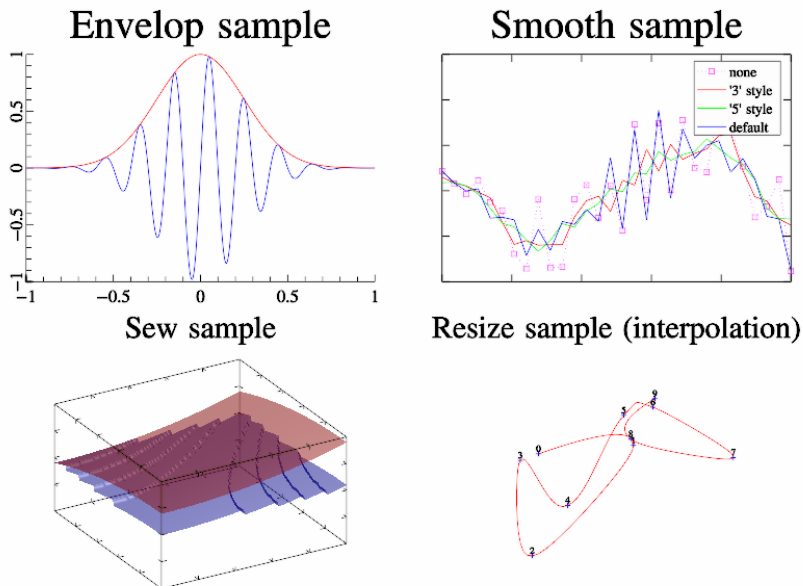 Envelop sample
Smooth sample
1
0.5
0
−0.5
−1
−1
−0.5
0
0.5
1
none
'3' style
'5' style
default
Sew sample
Resize sample (interpolation)
9
5
6
8
0
3
7
4
2